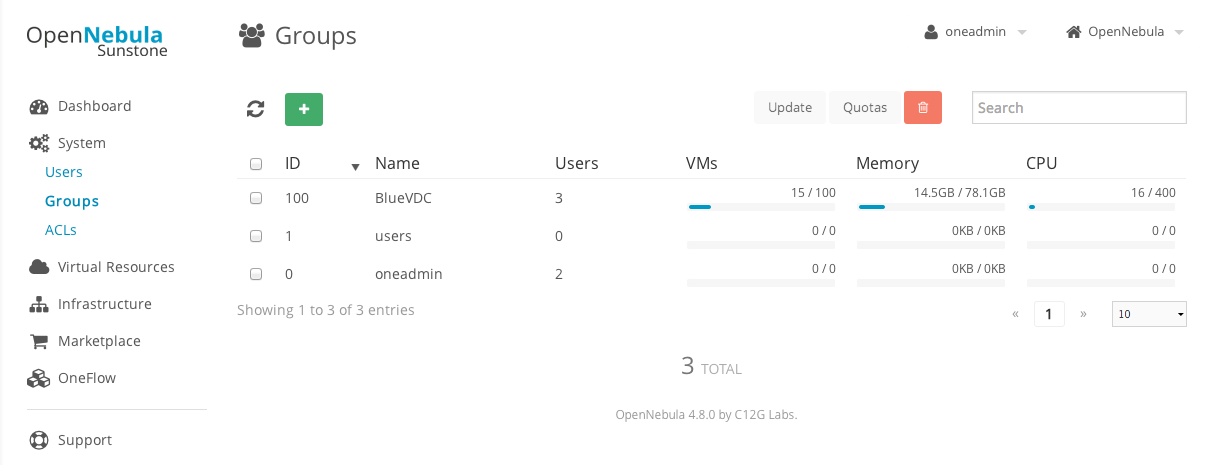 OpenNebula
Sunstone
Groups
oneadmin
OpenNebula
Dashboard
System
Users
Groups
ACLs
Virtual Resources
Infrastructure
Marketplace
OneFlow
Support
+
Update
Quotas
Search
ID Name Users VMs Memory CPU
100 BlueVDC 3 15 / 100 14.5GB / 78.1GB 16 / 400
1 users 0 0 / 0 0KB / 0KB 0 / 0
0 oneadmin 2 0 / 0 0KB / 0KB 0 / 0
Showing 1 to 3 of 3 entries
« 1 » 10
3 TOTAL
OpenNebula 4.8.0 by C12G Labs.